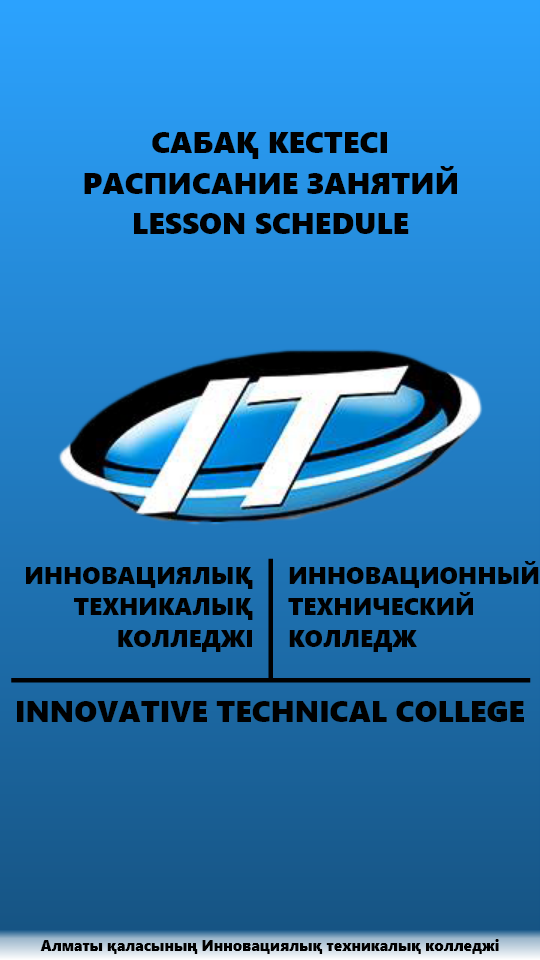 САБАҚ КЕСТЕСІ
РАСПИСАНИЕ ЗАНЯТИЙ
LESSON SCHEDULE
IT
ИННОВАЦИЯЛЫҚ
ТЕХНИКАЛЫҚ
КОЛЛЕДЖІ
ИННОВАЦИОННЫЙ
ТЕХНИЧЕСКИЙ
КОЛЛЕДЖ
INNOVATIVE TECHNICAL COLLEGE
Алматы қаласының Инновациялық техникалық колледжі